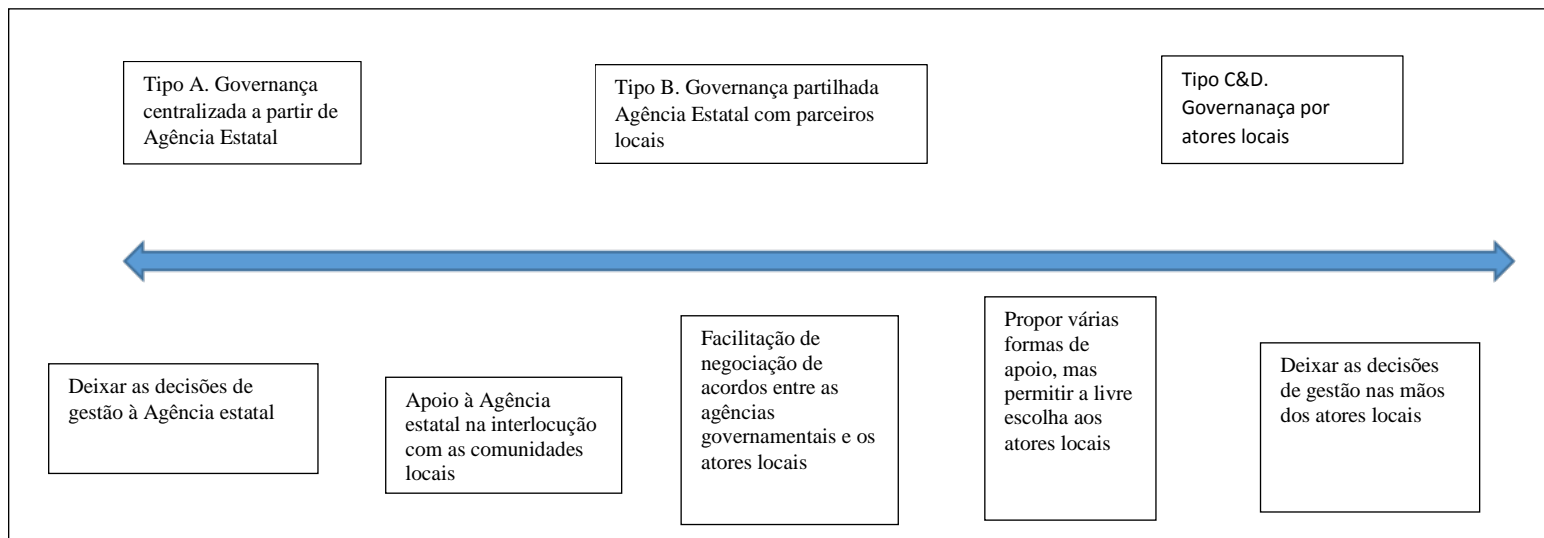 Tipo A. Governança
centralizada a partir de
Agência Estatal
Tipo B. Governança partilhada
Agência Estatal com parceiros
locais
Tipo C&D.
Governanaça por
atores locais
Deixar as decisões de
gestão à Agência estatal
Apoio à Agência
estatal na interlocução
com as comunidades
locais
Facilitação de
negociação de
acordos entre as
agências
governamentais e os
atores locais
Propor várias
formas de
apoio, mas
permitir a livre
escolha aos
atores locais
Deixar as decisões
de gestão nas mãos
dos atores locais